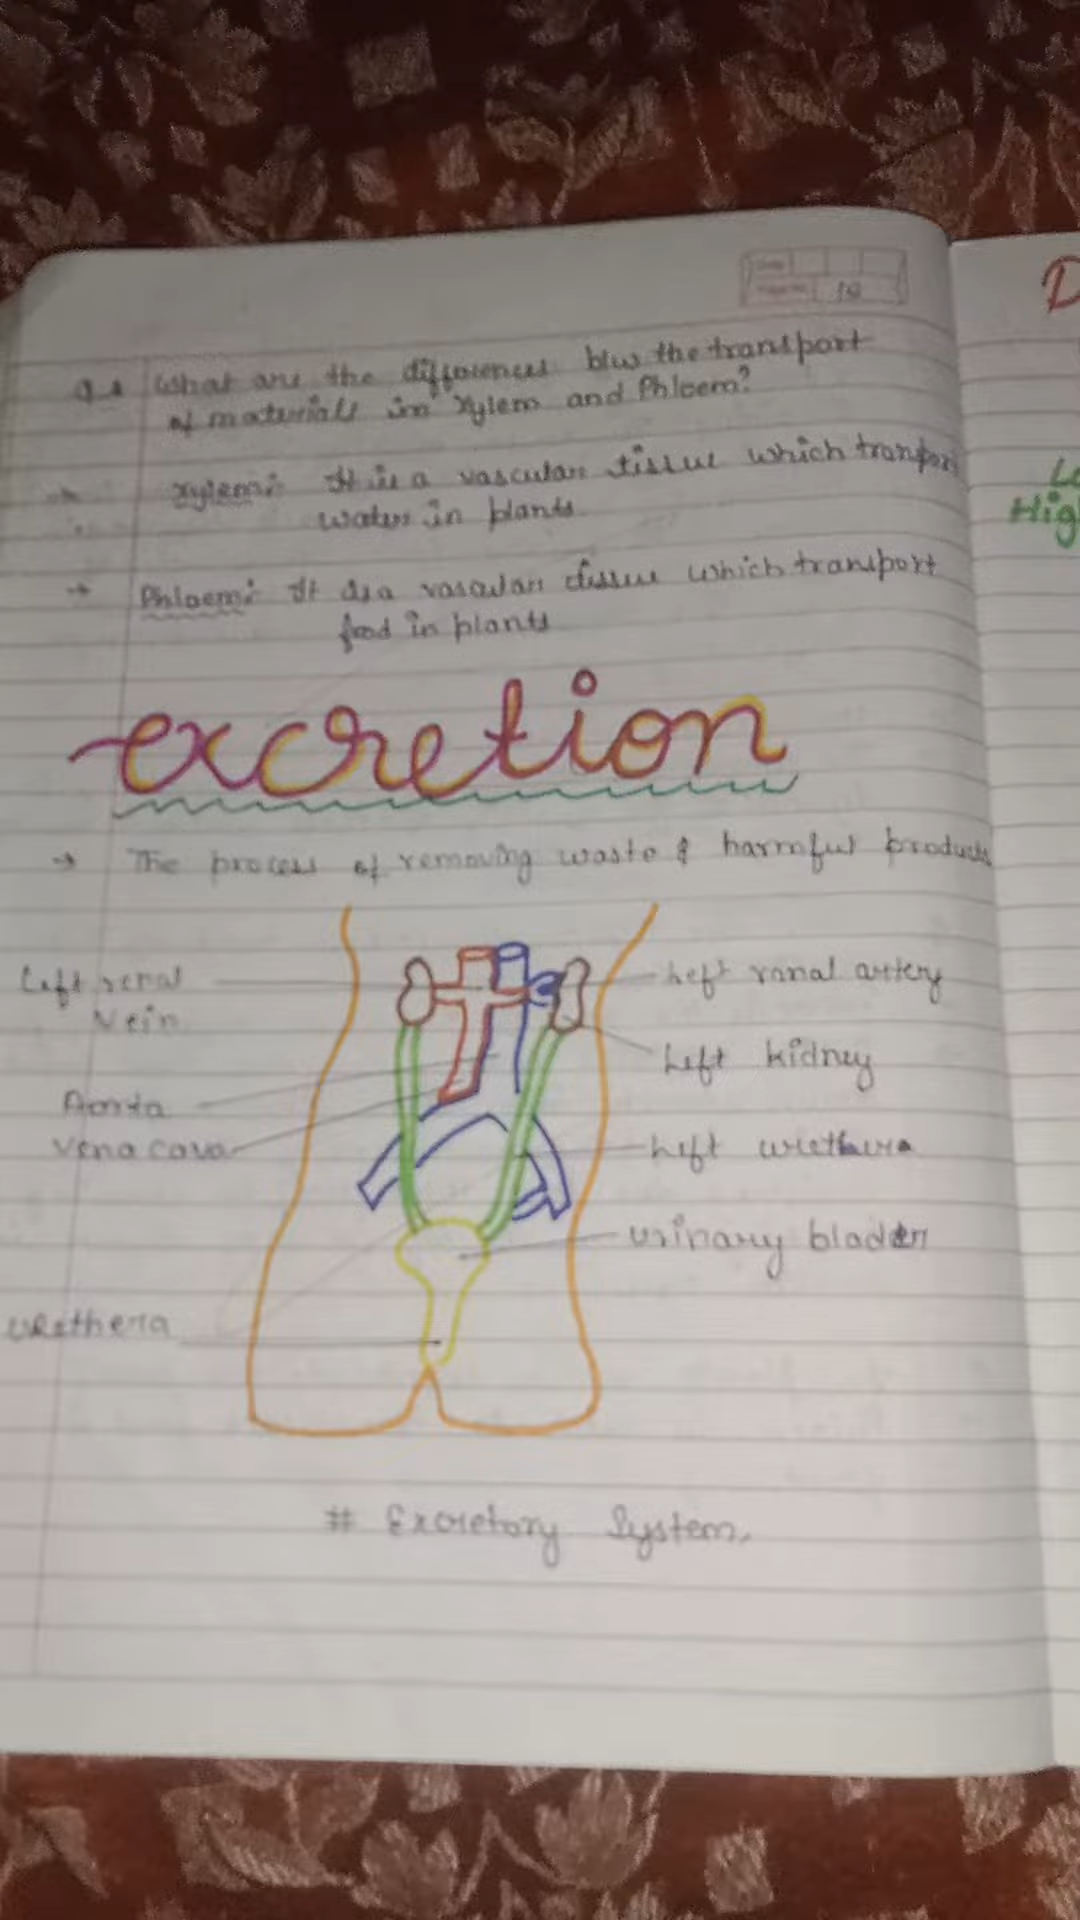 What are the differences b/w the transport
of materials in Xylem and Phloem?
Xylem:- It is a vascular tissue which transport
water in plants
→ Phloem:- It is a vascular tissue which transport
food in plants
excretion
→ The process of removing waste & harmful products
Left renal
Vein
Left renal artery
Left kidney
Aorta
Vena cava
Left urethera
Urinary bladder
Urethera
# Excretory System
D
Hig